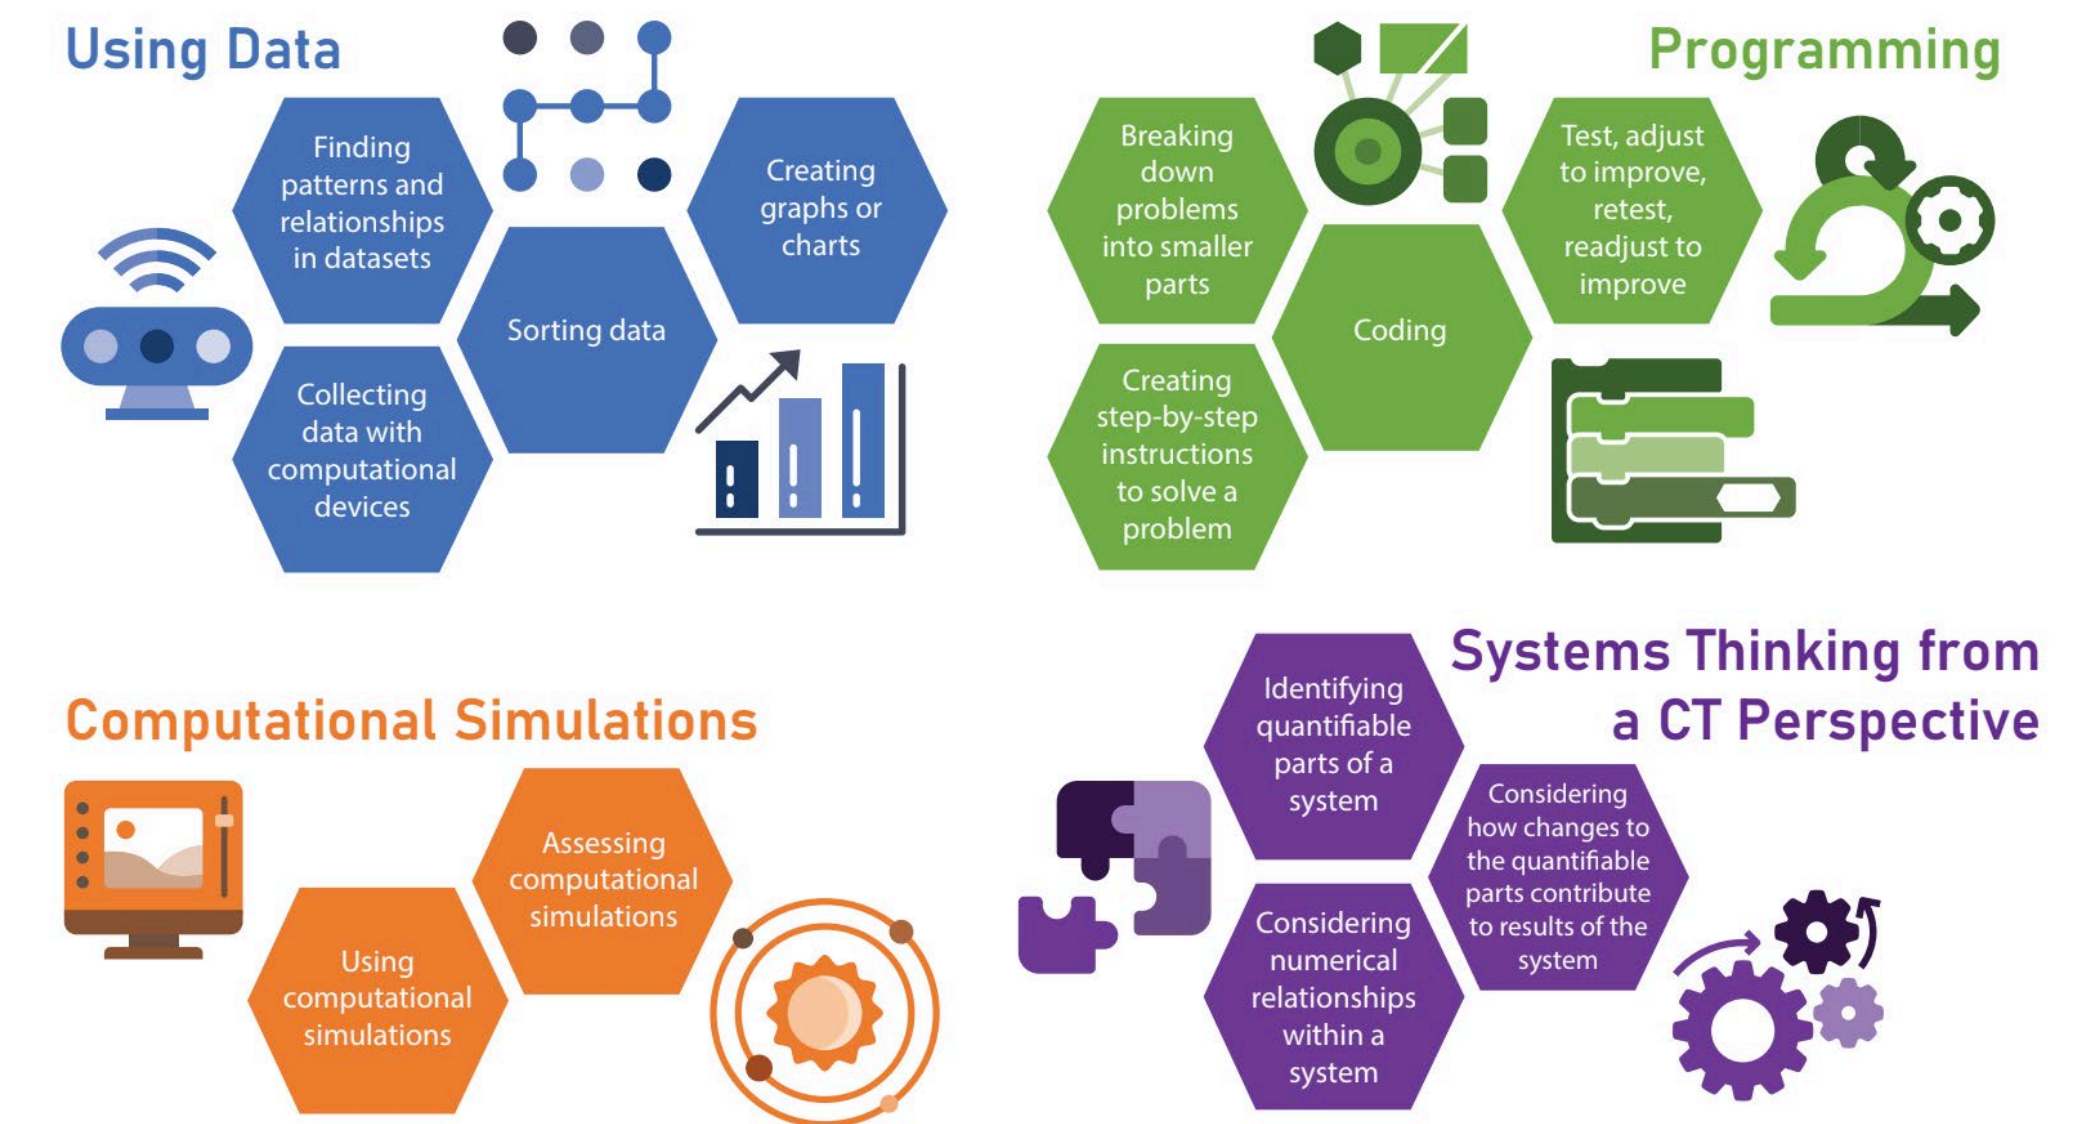 Using Data
Finding
patterns and
relationships
in datasets
Collecting
data with
computational
devices
Sorting data
Creating
graphs or
charts
Programming
Breaking
down
problems
into smaller
parts
Creating
step-by-step
instructions
to solve a
problem
Coding
Test, adjust
to improve,
retest,
readjust to
improve
Computational Simulations
Using
computational
simulations
Assessing
computational
simulations
Systems Thinking from
a CT Perspective
Identifying
quantifiable
parts of a
system
Considering
numerical
relationships
within a
system
Considering
how changes to
the quantifiable
parts contribute
to results of the
system